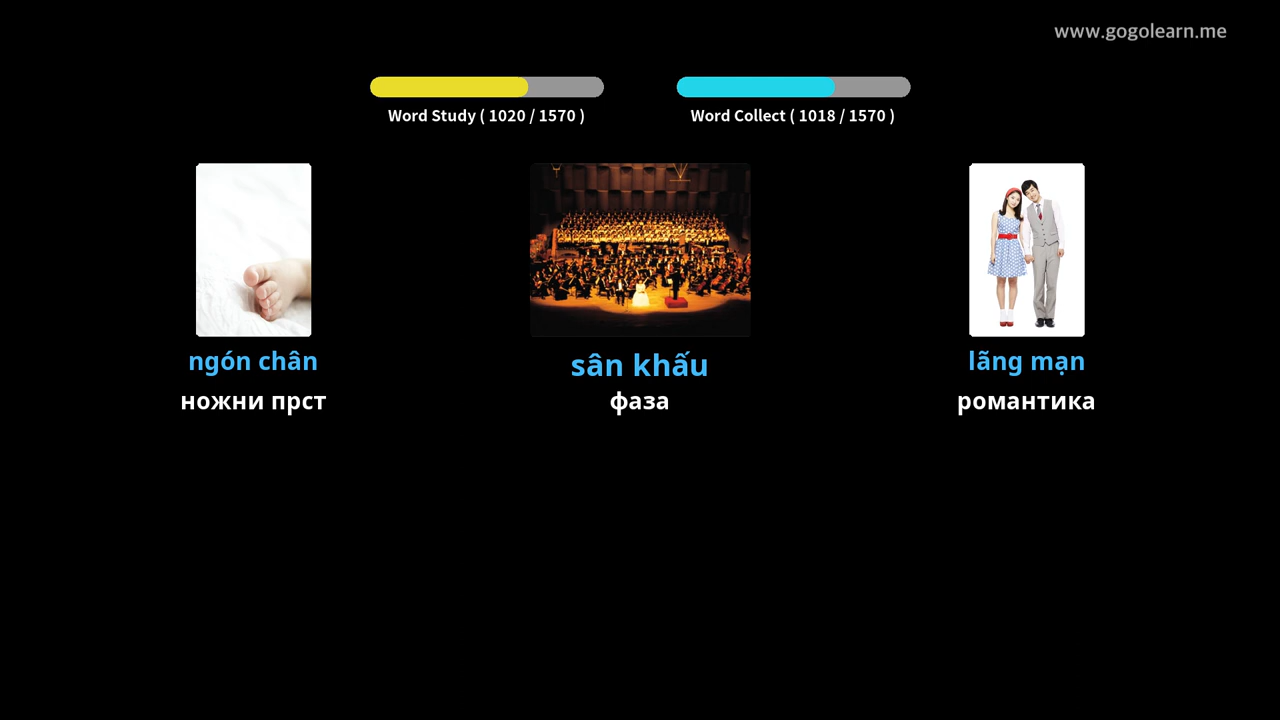 www.gogolearn.me
Word Study ( 1020 / 1570 )
Word Collect ( 1018 / 1570 )
ngón chân
sân khấu
lãng mạn
ножни прст
фаза
романтика